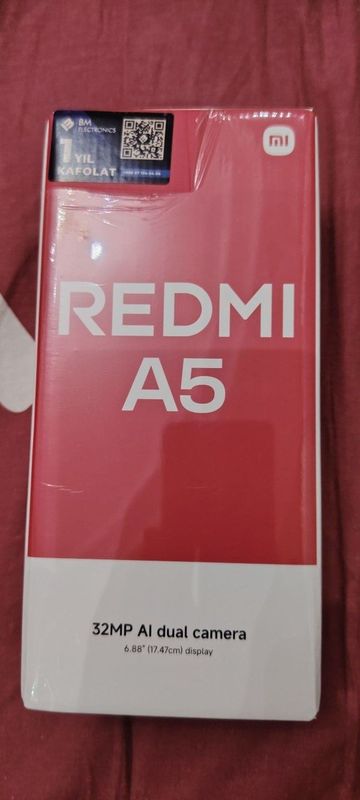 BM
ELECTRONICS
1 YIL
KAFOLAT
mi
REDMI
A5
32MP AI dual camera
6.88" (17.47cm) display